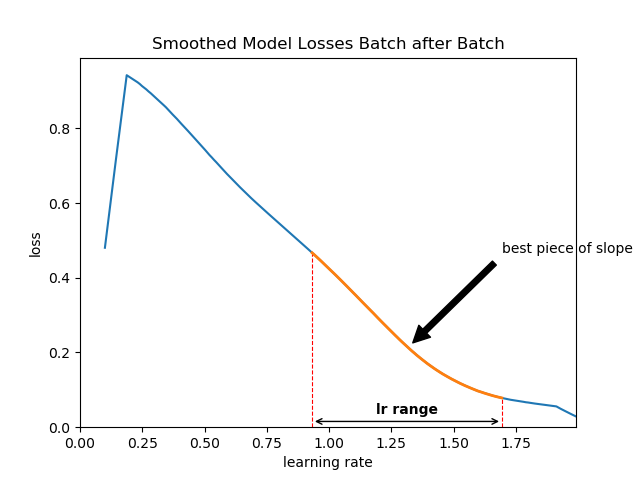 Smoothed Model Losses Batch after Batch
loss
0.8
0.6
0.4
0.2
0.0
best piece of slope
lr range
0.00 0.25 0.50 0.75 1.00 1.25 1.50 1.75
learning rate